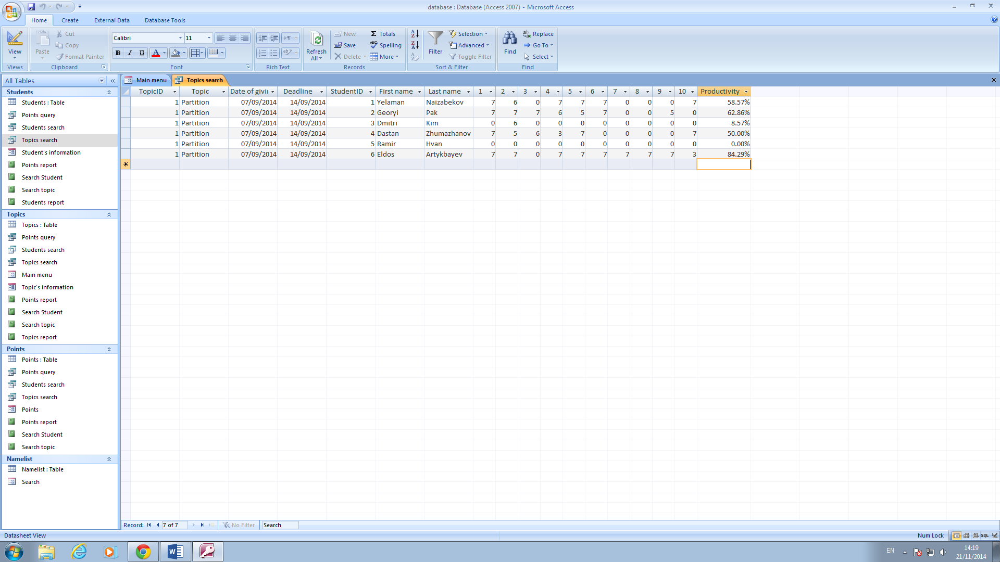 database : Database (Access 2007) - Microsoft Access
Home Create External Data Database Tools
View
Views
Paste
Cut
Copy
Format Painter
Clipboard
Calibri 11
B I U A
Font
Rich Text
Refresh All
New
Save
Delete
Totals
Spelling
More
Records
Filter
Selection
Advanced
Toggle Filter
Sort & Filter
Find
Replace
Go To
Select
Find
All Tables
Students
Students : Table
Points query
Students search
Topics search
Student's information
Points report
Search Student
Search topic
Students report
Topics
Topics : Table
Points query
Students search
Topics search
Main menu
Topic's information
Points report
Search Student
Search topic
Topics report
Points
Points : Table
Points query
Students search
Topics search
Points
Points report
Search Student
Search topic
Namelist
Namelist : Table
Search
Main menu Topics search
TopicID Topic Date of givir Deadline StudentID First name Last name 1 2 3 4 5 6 7 8 9 10 Productivity
1 Partition 07/09/2014 14/09/2014 1 Yelaman Naizabekov 7 6 0 7 7 7 0 0 0 7 58.57%
1 Partition 07/09/2014 14/09/2014 2 Georyi Pak 7 7 7 6 5 7 0 0 5 0 62.86%
1 Partition 07/09/2014 14/09/2014 3 Dmitri Kim 0 6 0 0 0 0 0 0 0 0 8.57%
1 Partition 07/09/2014 14/09/2014 4 Dastan Zhumazhanov 7 5 6 3 7 0 0 0 0 7 50.00%
1 Partition 07/09/2014 14/09/2014 5 Ramir Hvan 0 0 0 0 0 0 0 0 0 0 0.00%
1 Partition 07/09/2014 14/09/2014 6 Eldos Artykbayev 7 7 0 7 7 7 7 7 7 3 84.29%
Record: 7 of 7 No Filter Search
Datasheet View Num Lock SQL
EN 14:19
21/11/2014